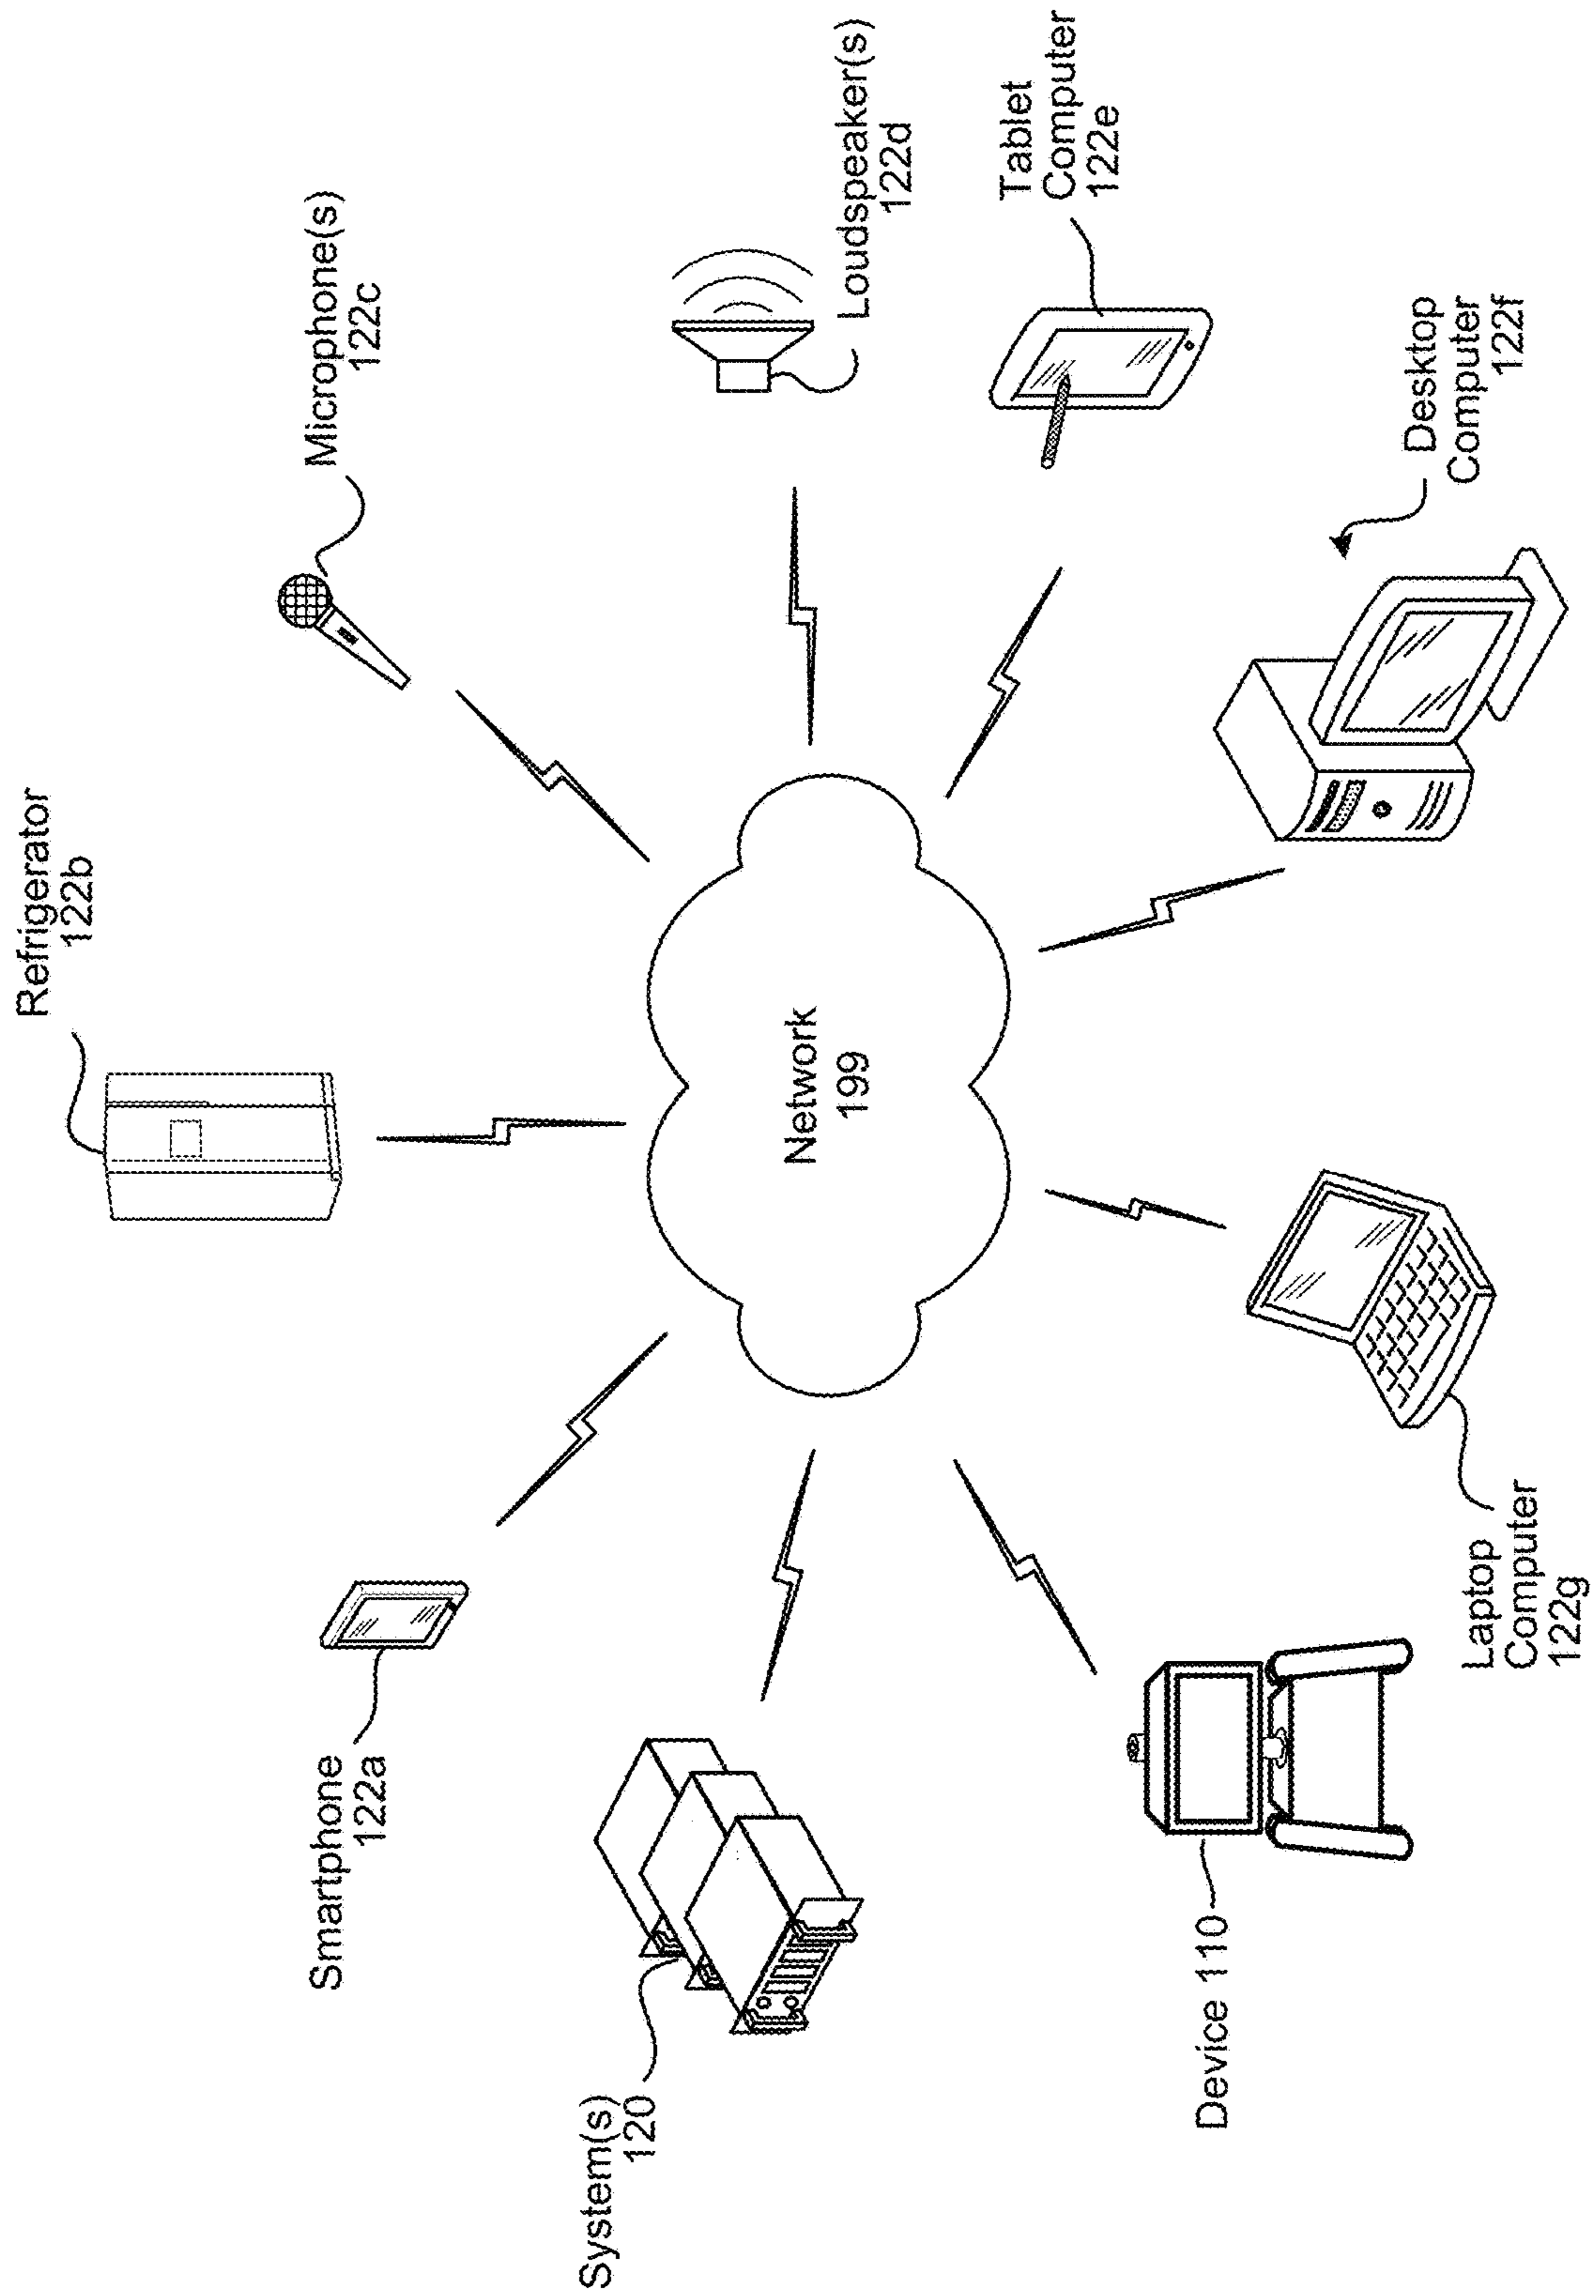 Refrigerator
122b
Smartphone
122a
Microphone(s)
122c
System(s)
120
Network
199
Loudspeaker(s)
122d
Tablet
Computer
122e
Device 110
Laptop
Computer
122g
Desktop
Computer
122f